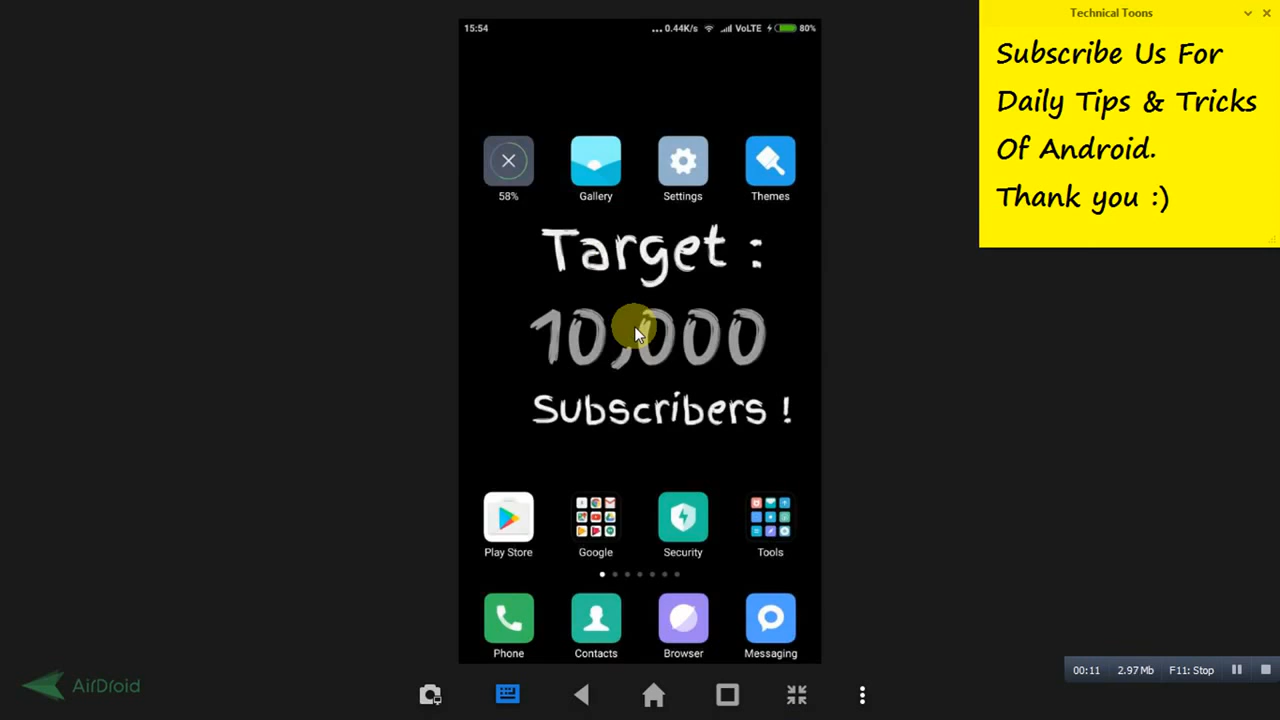 Technical Toons
Subscribe Us For
Daily Tips & Tricks
Of Android.
Thank you :)
15:54
... 0.44K/s VoLTE 80%
58% Gallery Settings Themes
Target :
10,000
Subscribers !
Play Store Google Security Tools
Phone Contacts Browser Messaging
AirDroid
00:11 2.97 Mb F11: Stop